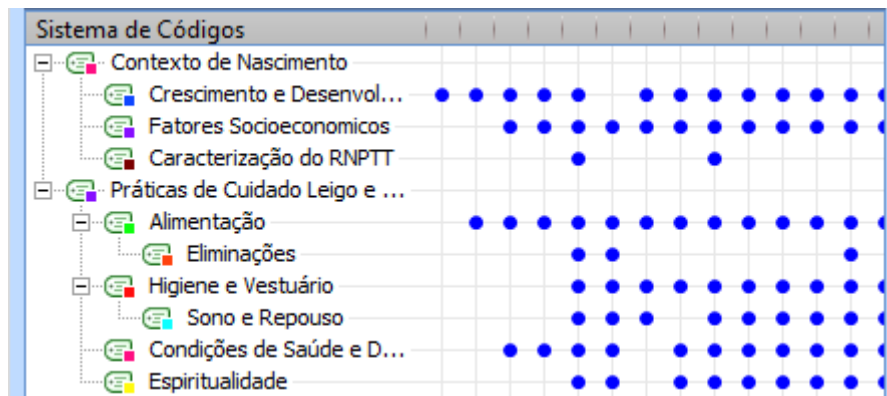 Sistema de Códigos
Contexto de Nascimento
Crescimento e Desenvol...
Fatores Socioeconomicos
Caracterização do RNPTT
Práticas de Cuidado Leigo e ...
Alimentação
Eliminações
Higiene e Vestuário
Sono e Repouso
Condições de Saúde e D...
Espiritualidade